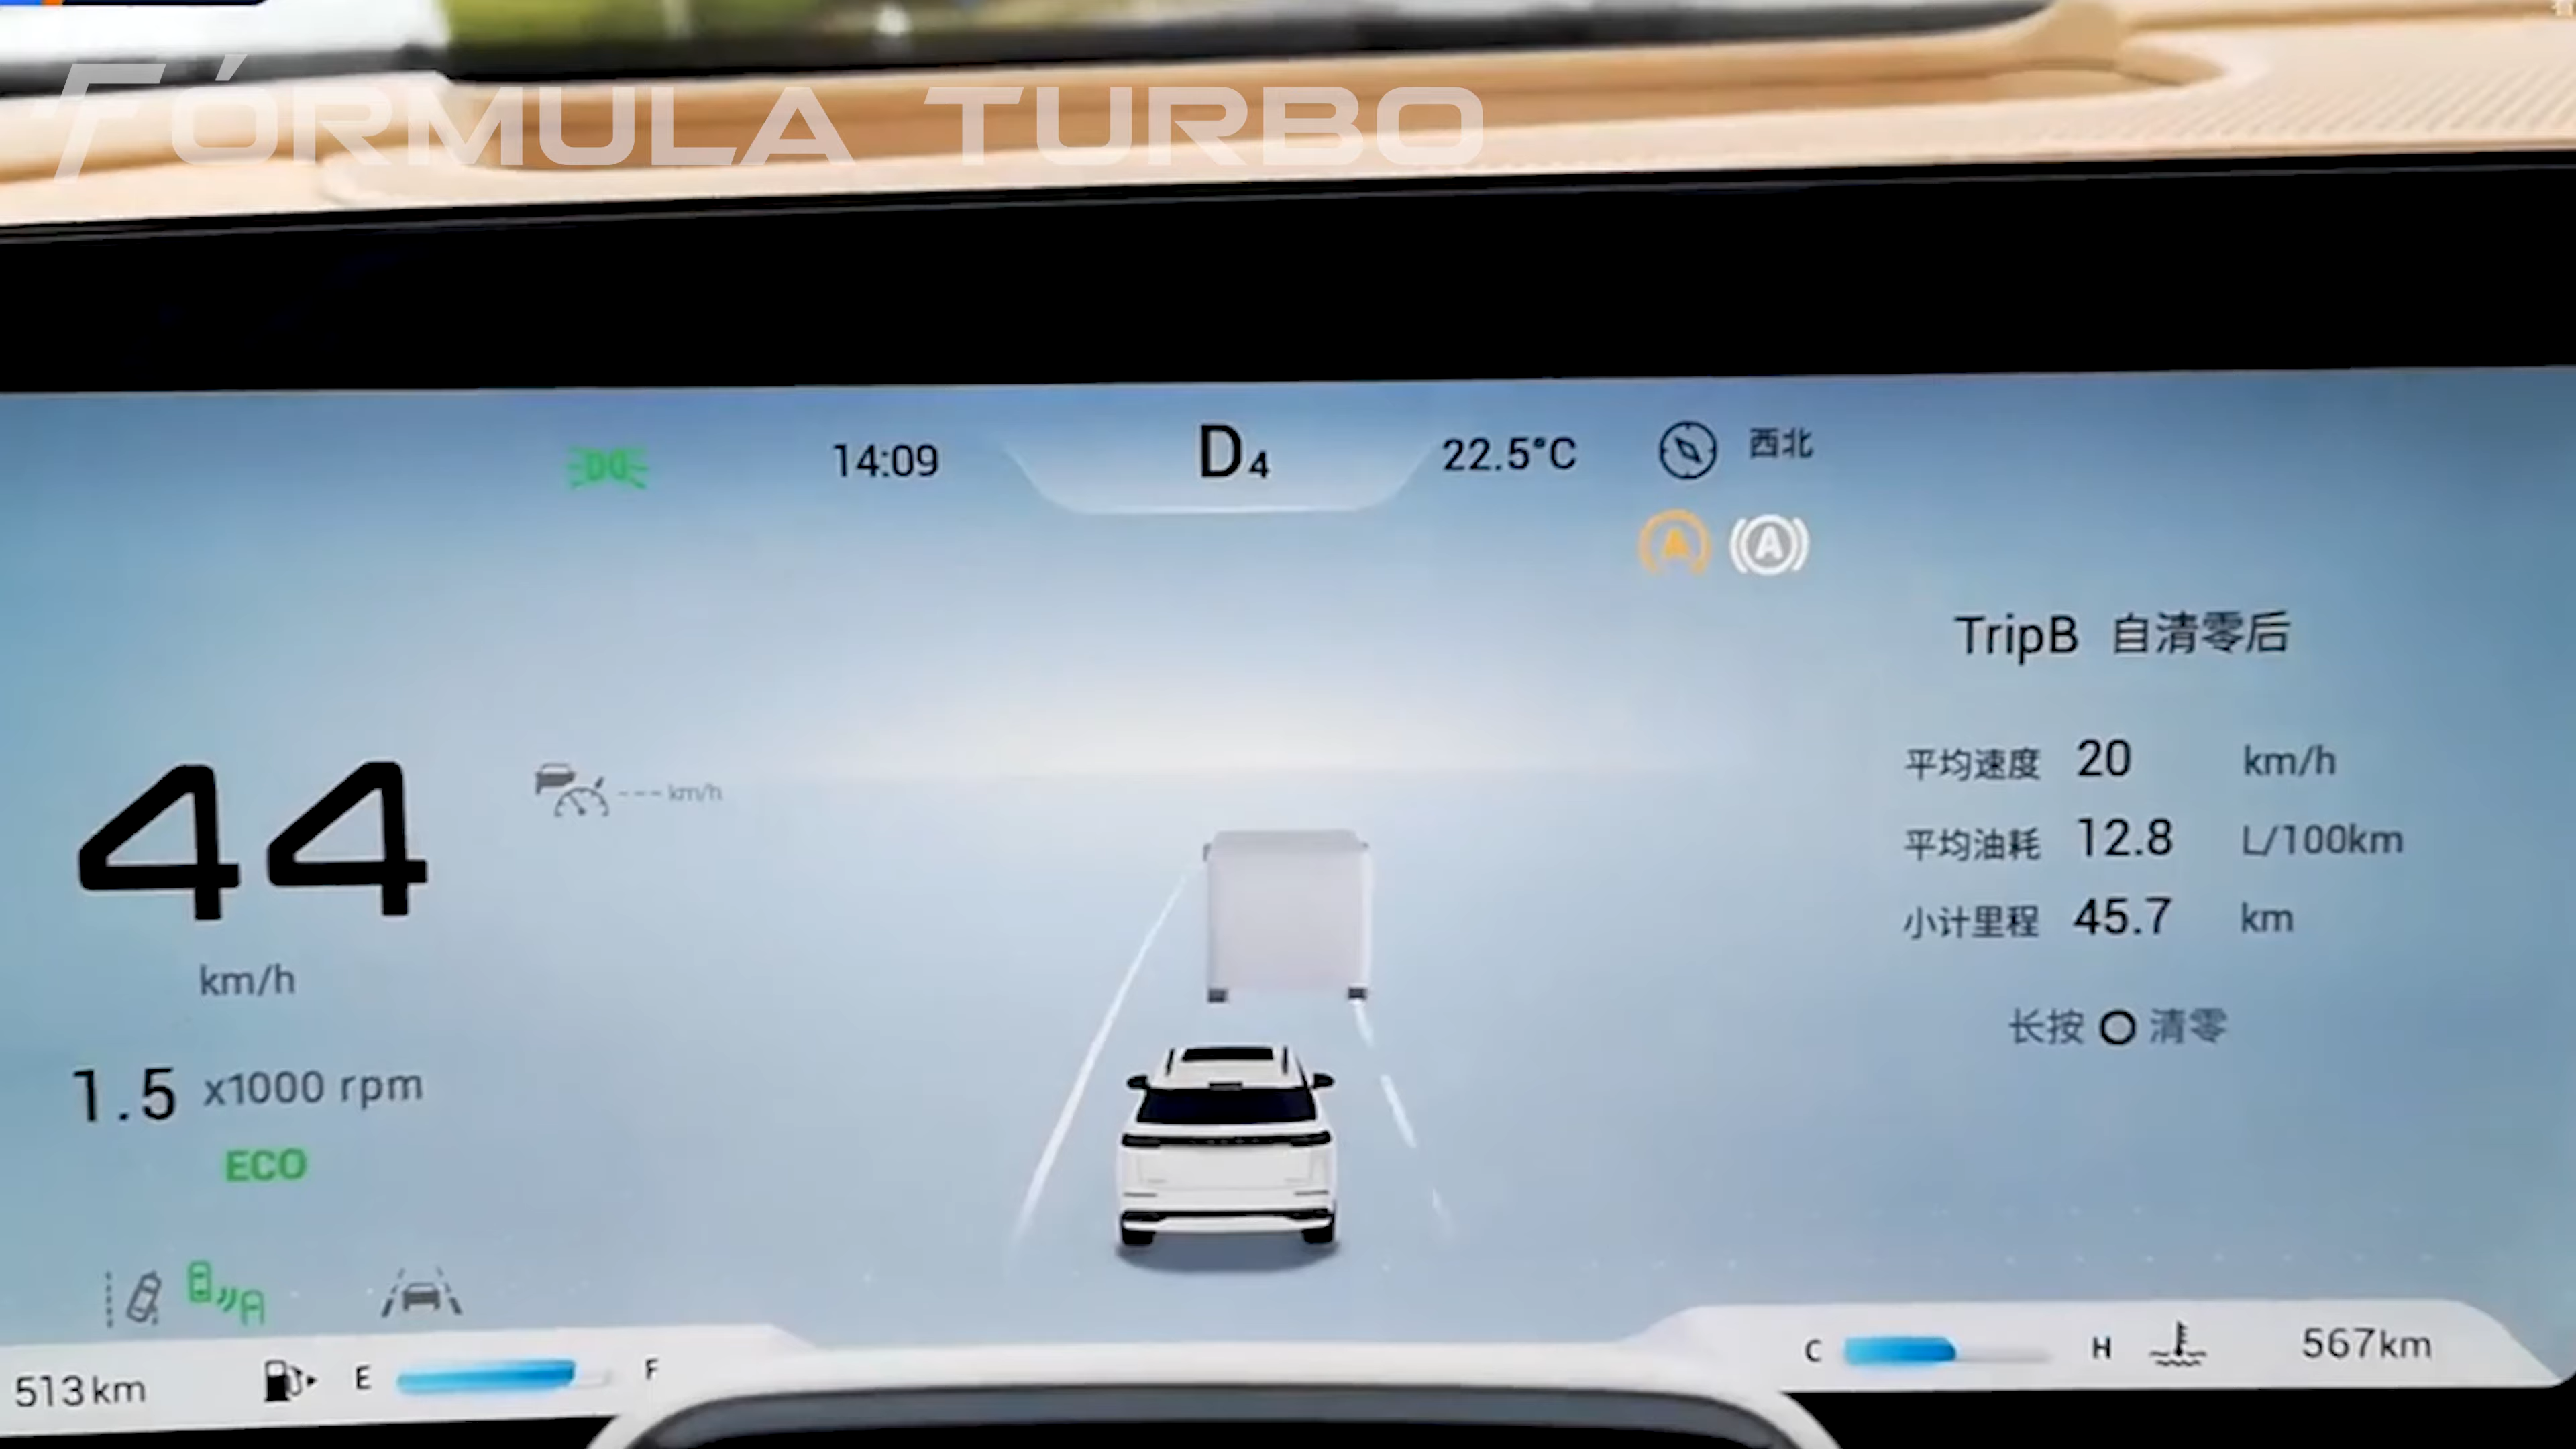 FÓRMULA TURBO
14:09
D4
22.5°C
西北
A
A
TripB 自清零后
44
km/h
--- km/h
平均速度 20 km/h
平均油耗 12.8 L/100km
小计里程 45.7 km
长按 清零
1.5 x1000 rpm
ECO
513km
E
F
C
H
567km